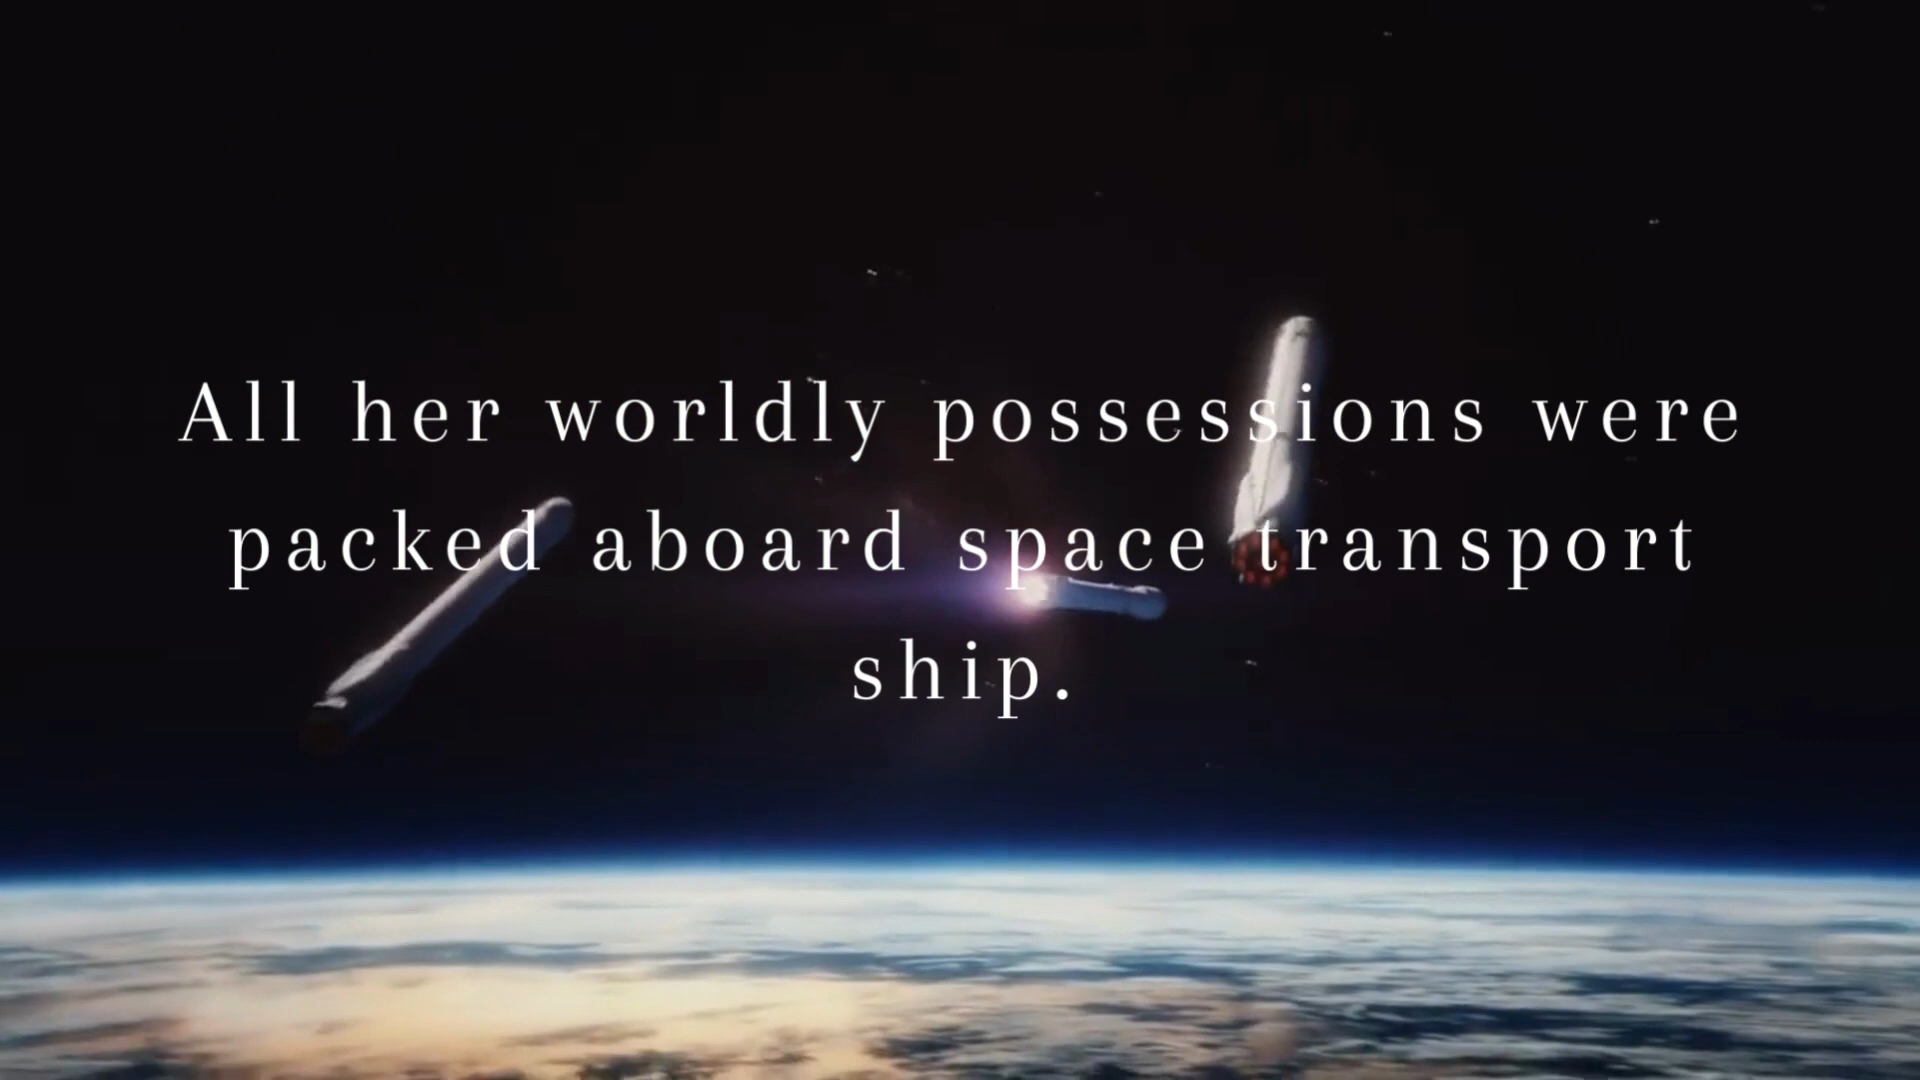 All her worldly possessions were
packed aboard space transport
ship.